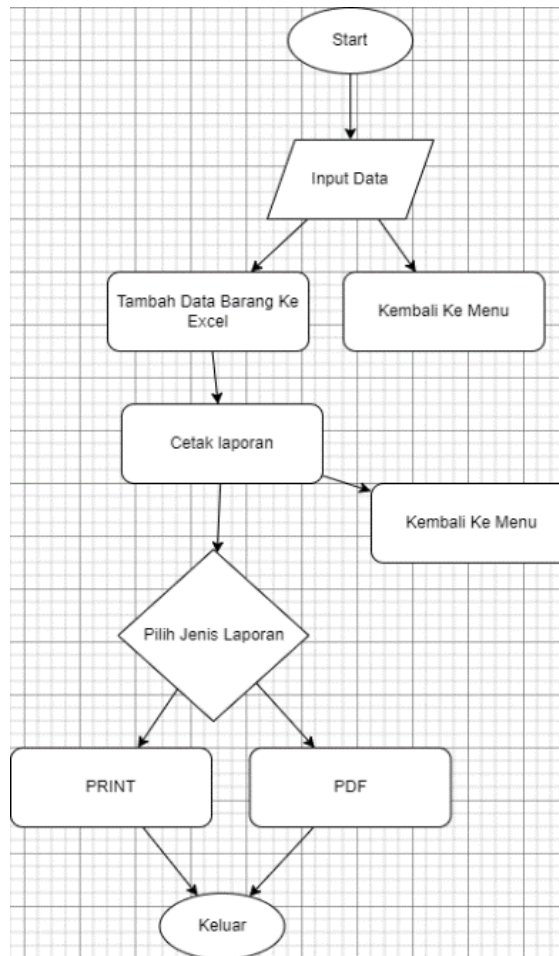 Start
Input Data
Tambah Data Barang Ke
Excel
Kembali Ke Menu
Cetak laporan
Kembali Ke Menu
Pilih Jenis Laporan
PRINT
PDF
Keluar